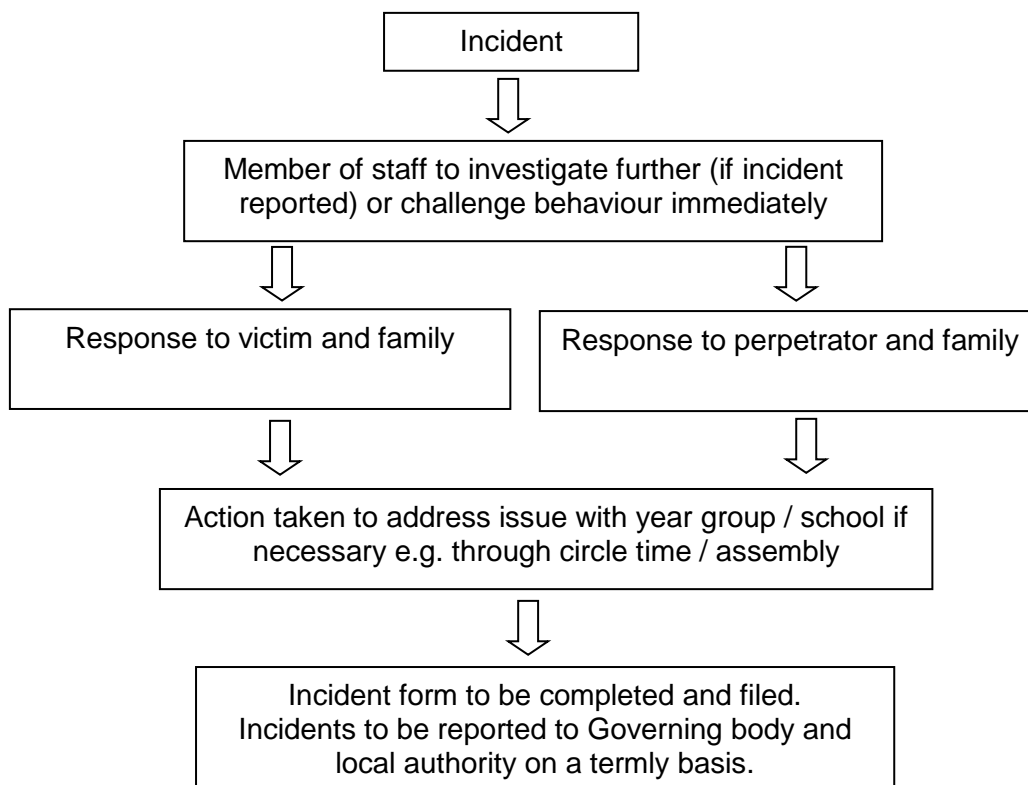 Incident
Member of staff to investigate further (if incident
reported) or challenge behaviour immediately
Response to victim and family
Response to perpetrator and family
Action taken to address issue with year group / school if
necessary e.g. through circle time / assembly
Incident form to be completed and filed.
Incidents to be reported to Governing body and
local authority on a termly basis.